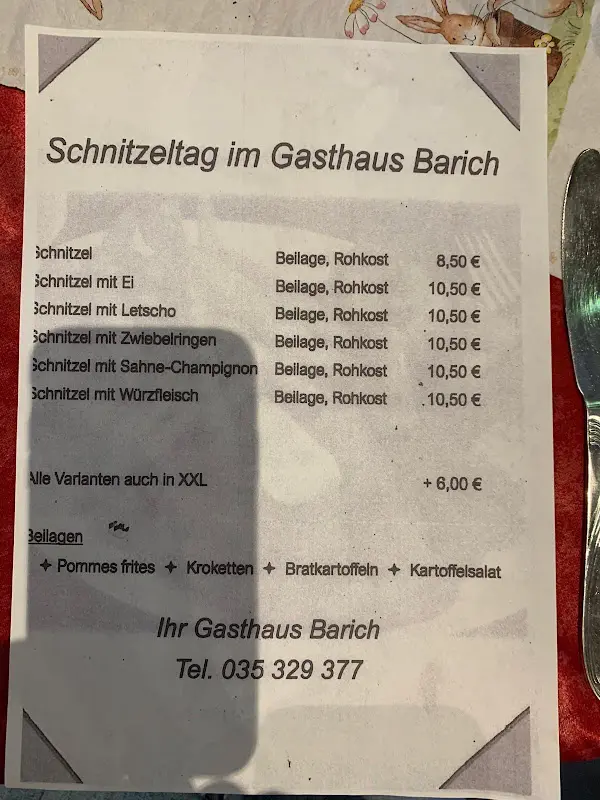 Schnitzeltag im Gasthaus Barich
Schnitzel Beilage, Rohkost 8,50 €
Schnitzel mit Ei Beilage, Rohkost 10,50 €
Schnitzel mit Letscho Beilage, Rohkost 10,50 €
Schnitzel mit Zwiebelringen Beilage, Rohkost 10,50 €
Schnitzel mit Sahne-Champignon Beilage, Rohkost 10,50 €
Schnitzel mit Würzfleisch Beilage, Rohkost 10,50 €
Alle Varianten auch in XXL + 6,00 €
Beilagen
✦ Pommes frites ✦ Kroketten ✦ Bratkartoffeln ✦ Kartoffelsalat
Ihr Gasthaus Barich
Tel. 035 329 377